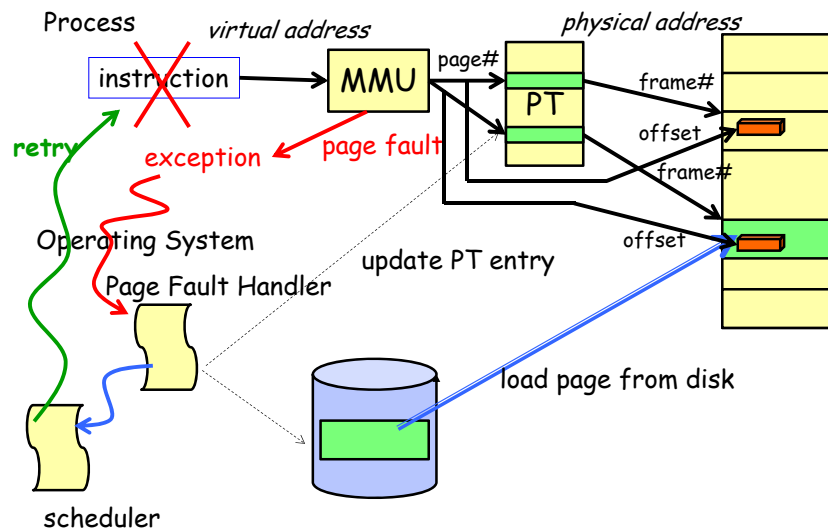 Process
virtual address
physical address
instruction
MMU
page#
PT
frame#
offset
retry
exception
page fault
frame#
Operating System
offset
update PT entry
Page Fault Handler
load page from disk
scheduler